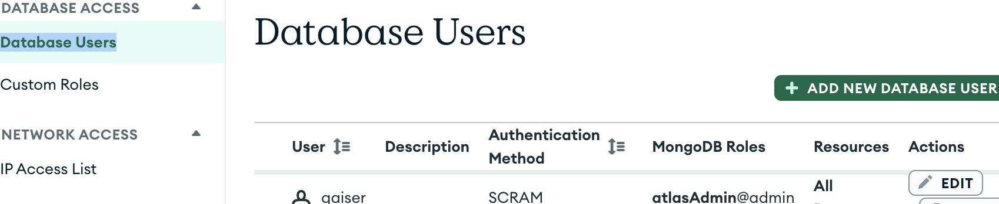 DATABASE ACCESS
Database Users
Custom Roles
NETWORK ACCESS
IP Access List
Database Users
ADD NEW DATABASE USER
User Description Authentication Method MongoDB Roles Resources Actions
qaiser SCRAM atlasAdmin@admin All EDIT